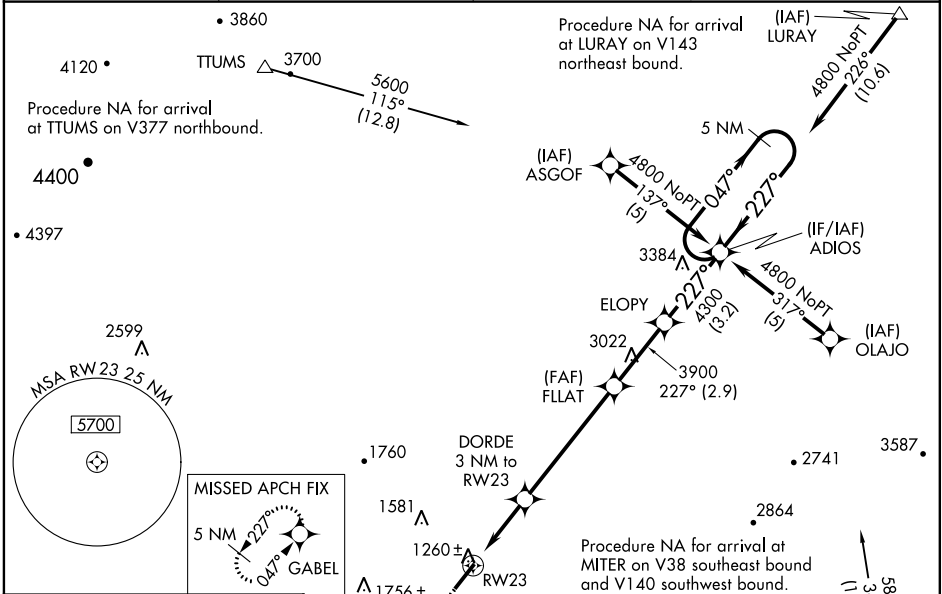 3860
Procedure NA for arrival
at LURAY on V143
northeast bound.
(IAF)
LURAY
4120
TTUMS
3700
5600
115°
(12.8)
4800 NoPT
226°
(10.6)
Procedure NA for arrival
at TTUMS on V377 northbound.
4400
4397
5 NM
(IAF)
ASGOF
4800 NoPT
137°
(5)
047°
227°
(IF/IAF)
ADIOS
3384
227°
4300
(3.2)
4800 NoPT
317°
(5)
(IAF)
OLAJO
ELOPY
3022
3900
227° (2.9)
(FAF)
FLLAT
2599
MSA RW23 25 NM
5700
DORDE
3 NM to
RW23
1760
2741
3587
2864
MISSED APCH FIX
5 NM
227°
047°
GABEL
1581
1260 ±
RW23
1756 ±
Procedure NA for arrival at
MITER on V38 southeast bound
and V140 southwest bound.